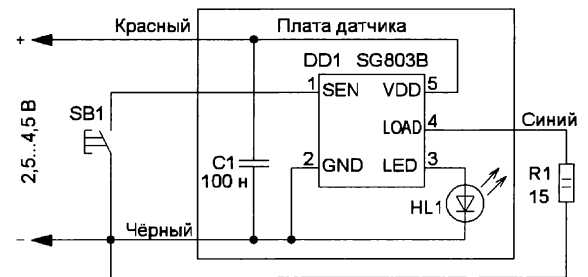 Красный
Плата датчика
+
DD1 SG803B
1
SEN
VDD
5
2,5...4,5 В
SB1
LOAD
4
Синий
C1
100 н
2
GND
LED
3
R1
15
HL1
Чёрный
−